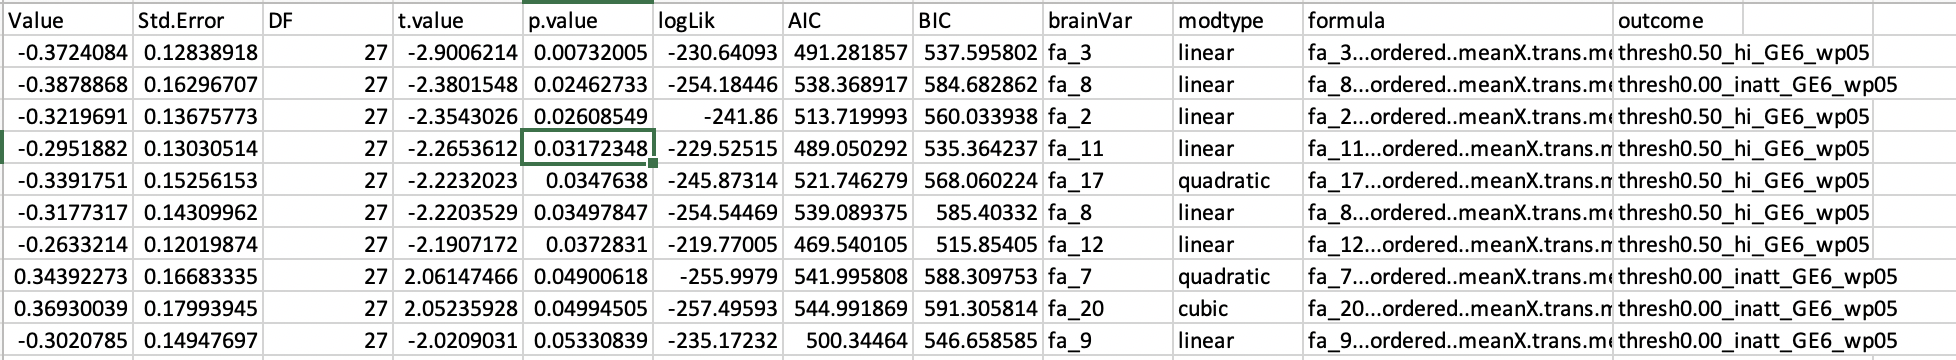 Value Std.Error DF t.value p.value logLik AIC BIC brainVar modtype formula outcome
-0.3724084 0.12838918 27 -2.9006214 0.00732005 -230.64093 491.281857 537.595802 fa_3 linear fa_3...ordered..meanX.trans.me thresh0.50_hi_GE6_wp05
-0.3878868 0.16296707 27 -2.3801548 0.02462733 -254.18446 538.368917 584.682862 fa_8 linear fa_8...ordered..meanX.trans.me thresh0.00_inatt_GE6_wp05
-0.3219691 0.13675773 27 -2.3543026 0.02608549 -241.86 513.719993 560.033938 fa_2 linear fa_2...ordered..meanX.trans.me thresh0.50_hi_GE6_wp05
-0.2951882 0.13030514 27 -2.2653612 0.03172348 -229.52515 489.050292 535.364237 fa_11 linear fa_11...ordered..meanX.trans.m thresh0.50_hi_GE6_wp05
-0.3391751 0.15256153 27 -2.2232023 0.0347638 -245.87314 521.746279 568.060224 fa_17 quadratic fa_17...ordered..meanX.trans.m thresh0.50_hi_GE6_wp05
-0.3177317 0.14309962 27 -2.2203529 0.03497847 -254.54469 539.089375 585.40332 fa_8 linear fa_8...ordered..meanX.trans.me thresh0.50_hi_GE6_wp05
-0.2633214 0.12019874 27 -2.1907172 0.0372831 -219.77005 469.540105 515.85405 fa_12 linear fa_12...ordered..meanX.trans.m thresh0.50_hi_GE6_wp05
0.34392273 0.16683335 27 2.06147466 0.04900618 -255.9979 541.995808 588.309753 fa_7 quadratic fa_7...ordered..meanX.trans.me thresh0.00_inatt_GE6_wp05
0.36930039 0.17993945 27 2.05235928 0.04994505 -257.49593 544.991869 591.305814 fa_20 cubic fa_20...ordered..meanX.trans.m thresh0.00_inatt_GE6_wp05
-0.3020785 0.14947697 27 -2.0209031 0.05330839 -235.17232 500.34464 546.658585 fa_9 linear fa_9...ordered..meanX.trans.me thresh0.00_inatt_GE6_wp05